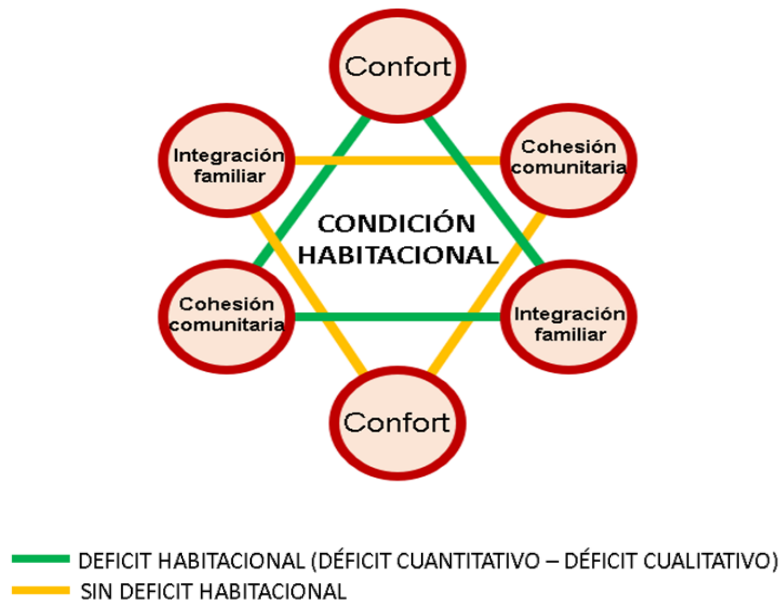 Confort
Integración
familiar
Cohesión
comunitaria
CONDICIÓN
HABITACIONAL
Cohesión
comunitaria
Integración
familiar
Confort
DEFICIT HABITACIONAL (DÉFICIT CUANTITATIVO – DÉFICIT CUALITATIVO)
SIN DEFICIT HABITACIONAL